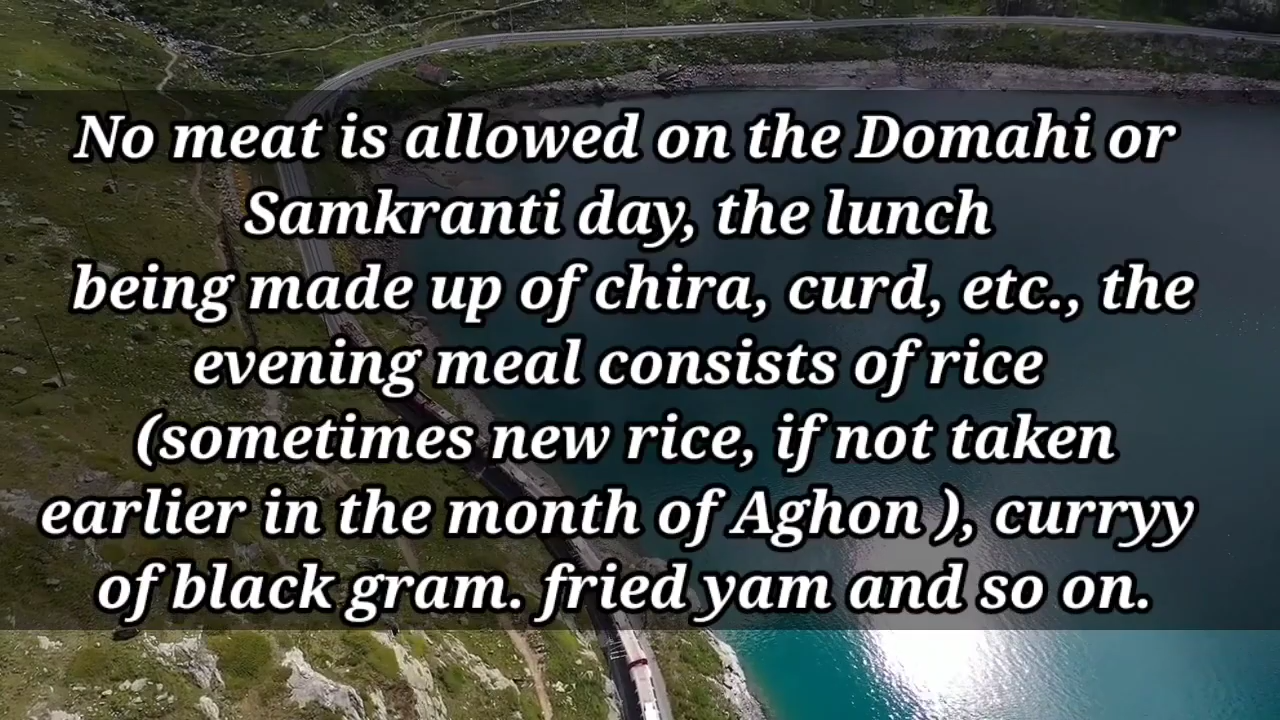 No meat is allowed on the Domahi or
Samkranti day, the lunch
being made up of chira, curd, etc., the
evening meal consists of rice
(sometimes new rice, if not taken
earlier in the month of Aghon ), curryy
of black gram. fried yam and so on.